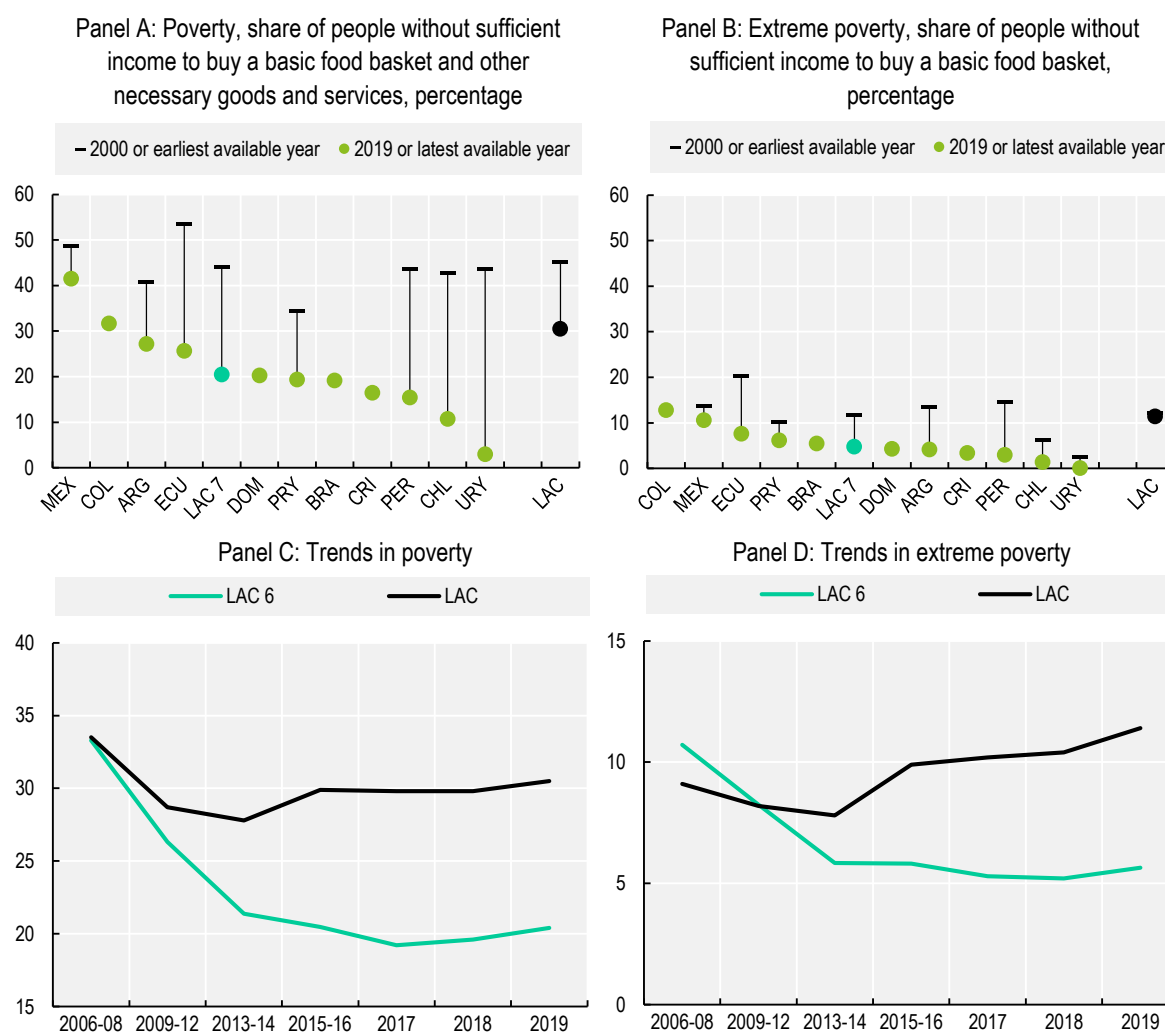 Panel A: Poverty, share of people without sufficient
income to buy a basic food basket and other
necessary goods and services, percentage
2000 or earliest available year 2019 or latest available year
60
50
40
30
20
10
0
MEX COL ARG ECU LAC 7 DOM PRY BRA CRI PER CHL URY LAC
Panel B: Extreme poverty, share of people without
sufficient income to buy a basic food basket,
percentage
2000 or earliest available year 2019 or latest available year
60
50
40
30
20
10
0
COL MEX ECU PRY BRA LAC 7 DOM ARG CRI PER CHL URY LAC
Panel C: Trends in poverty
LAC 6 LAC
40
35
30
25
20
15
2006-08 2009-12 2013-14 2015-16 2017 2018 2019
Panel D: Trends in extreme poverty
LAC 6 LAC
15
10
5
0
2006-08 2009-12 2013-14 2015-16 2017 2018 2019